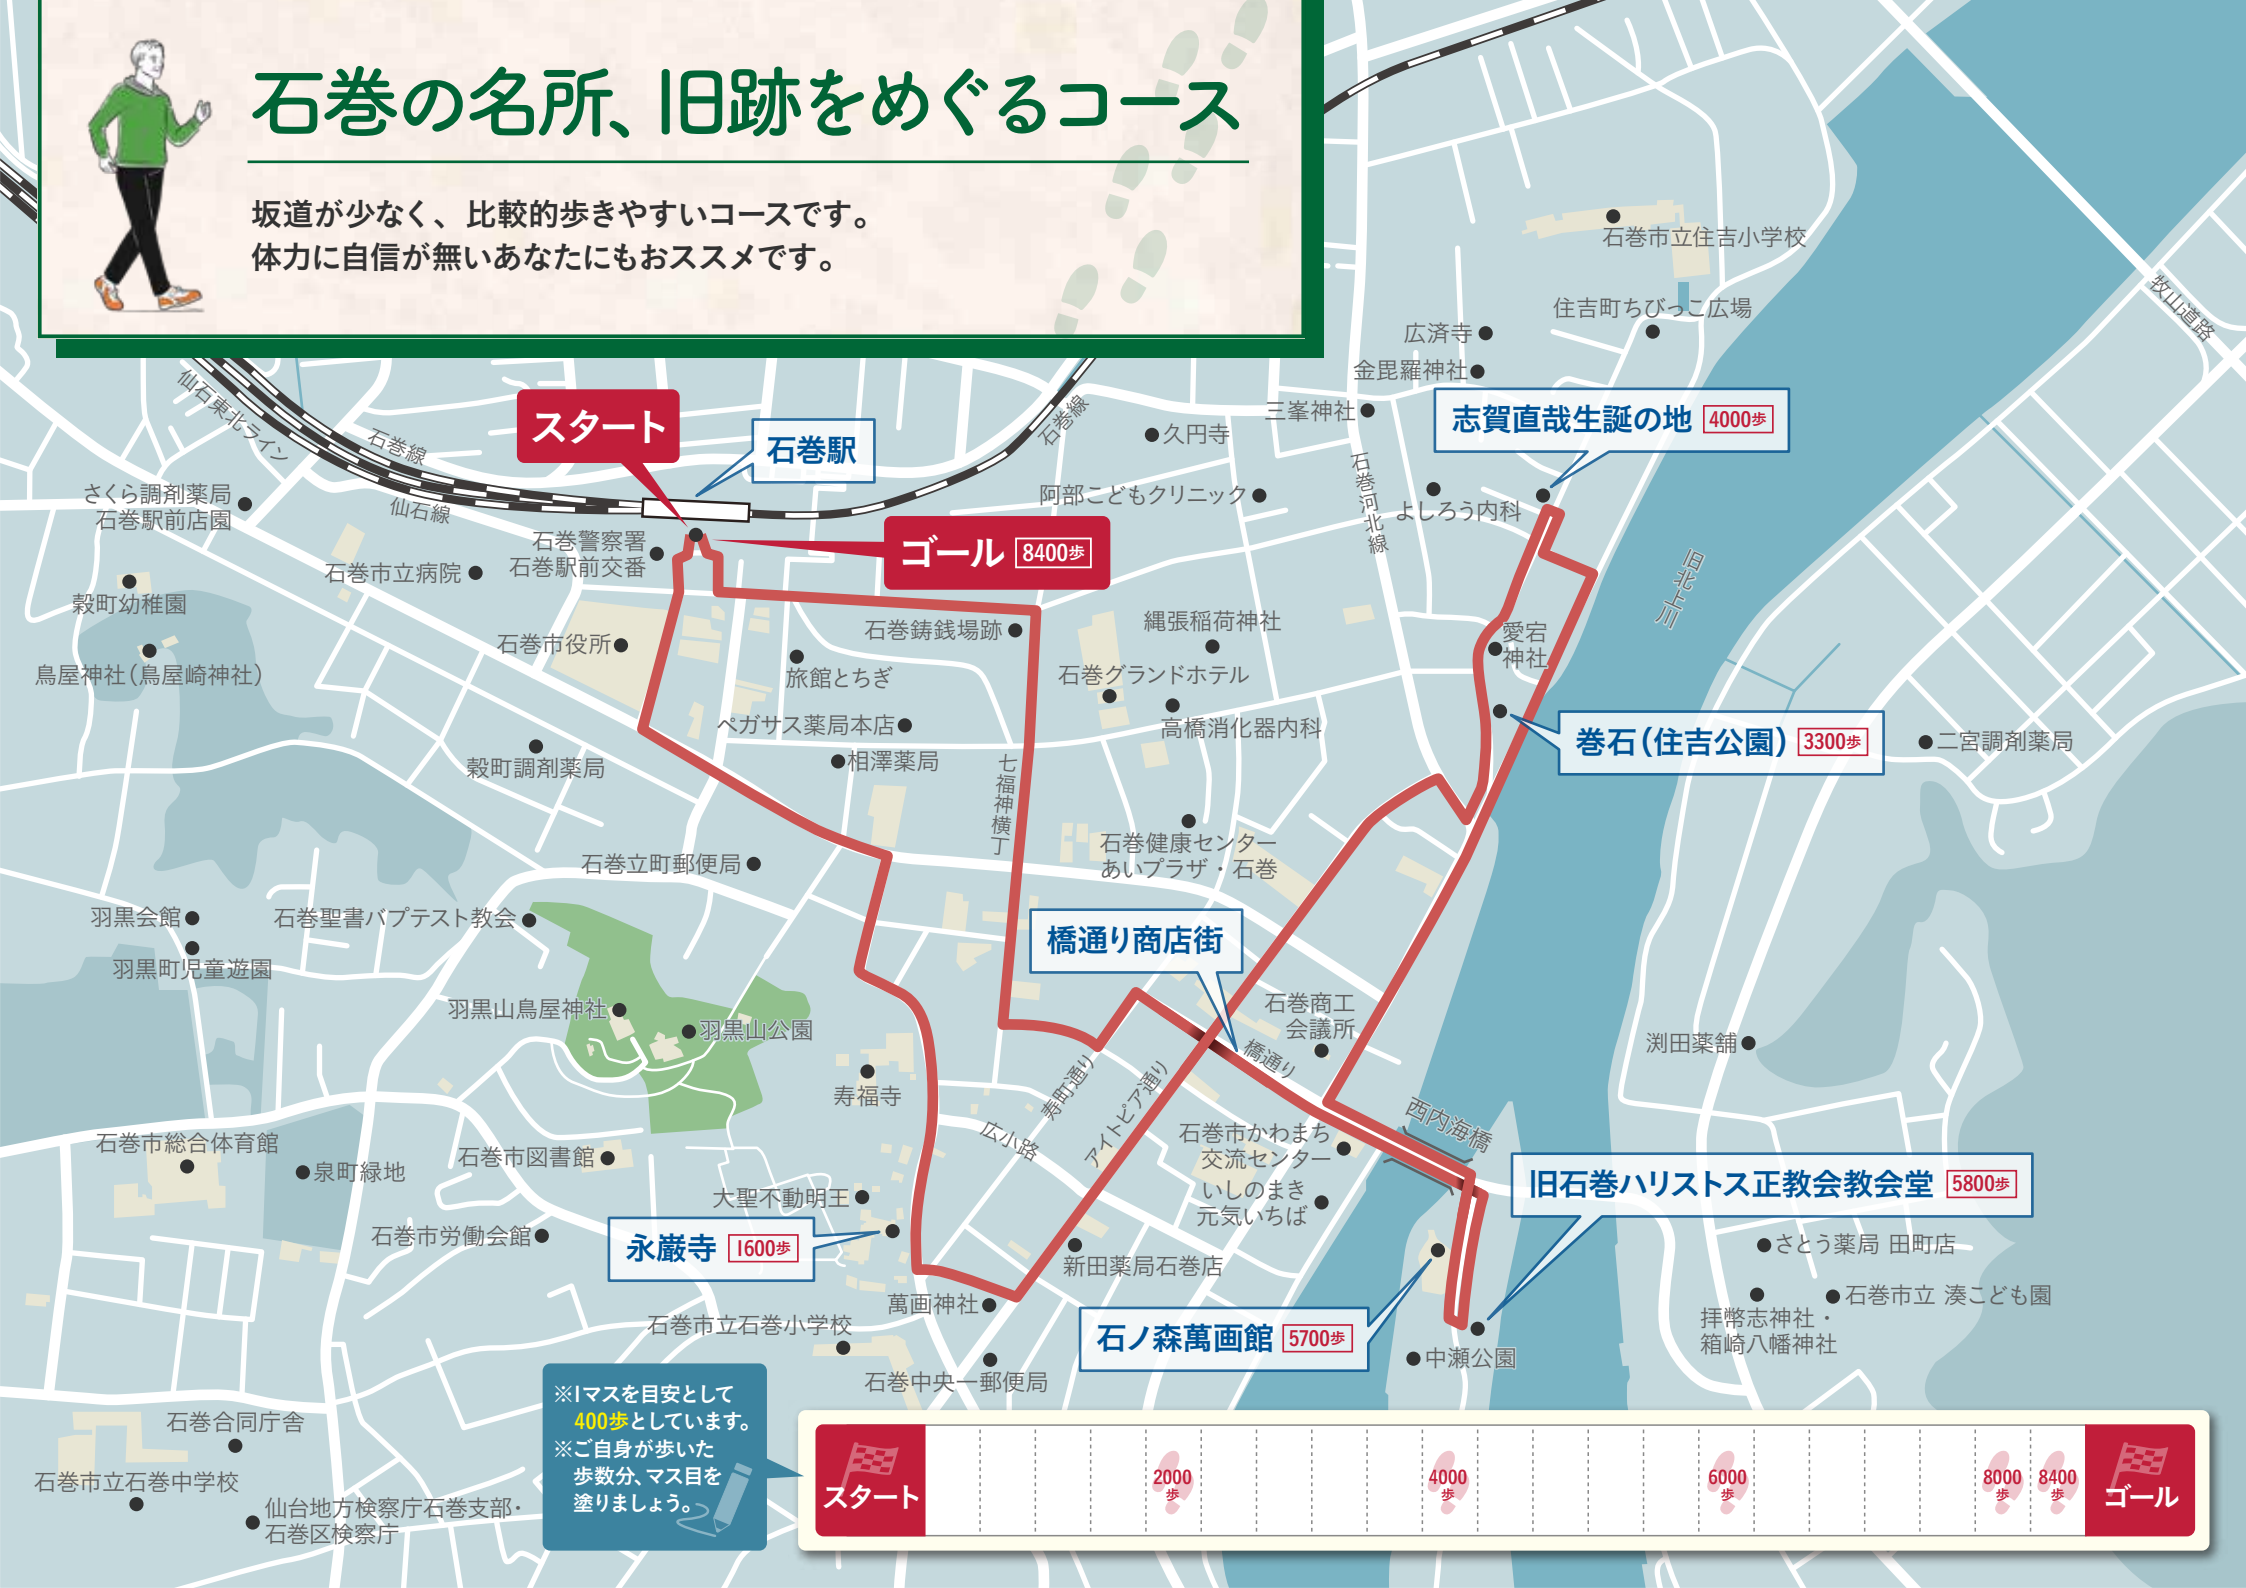 石巻の名所、旧跡をめぐるコース
坂道が少なく、比較的歩きやすいコースです。
体力に自信が無いあなたにもおススメです。
石巻市立住吉小学校
住吉町ちびっこ広場
牧山道路
広済寺
金毘羅神社
三峯神社
久円寺
志賀直哉生誕の地 4000歩
仙石東北ライン
石巻線
スタート
石巻駅
石巻線
石巻河北線
さくら調剤薬局
石巻駅前店園
仙石線
阿部こどもクリニック
よしろう内科
石巻警察署
石巻駅前交番
ゴール 8400歩
石巻市立病院
旧北上川
穀町幼稚園
石巻市役所
石巻鋳銭場跡
縄張稲荷神社
愛宕
神社
鳥屋神社(鳥屋崎神社)
旅館とちぎ
石巻グランドホテル
ペガサス薬局本店
高橋消化器内科
巻石(住吉公園) 3300歩
二宮調剤薬局
穀町調剤薬局
相澤薬局
七福神横丁
石巻健康センター
あいプラザ・石巻
石巻立町郵便局
羽黒会館
石巻聖書バプテスト教会
橋通り商店街
羽黒町児童遊園
羽黒山鳥屋神社
羽黒山公園
石巻商工
会議所
渕田薬舗
橋通り
寿福寺
寿町通り
アイトピア通り
広小路
西内海橋
石巻市総合体育館
泉町緑地
石巻市図書館
石巻市かわまち
交流センター
いしのまき
元気いちば
旧石巻ハリストス正教会教会堂 5800歩
大聖不動明王
石巻市労働会館
永巌寺 1600歩
新田薬局石巻店
さとう薬局 田町店
萬画神社
石巻市立 湊こども園
拝幣志神社・
箱崎八幡神社
石巻市立石巻小学校
石ノ森萬画館 5700歩
中瀬公園
石巻中央一郵便局
石巻合同庁舎
石巻市立石巻中学校
仙台地方検察庁石巻支部・
石巻区検察庁
※1マスを目安として
400歩としています。
※ご自身が歩いた
歩数分、マス目を
塗りましょう。
スタート
2000歩
4000歩
6000歩
8000歩
8400歩
ゴール